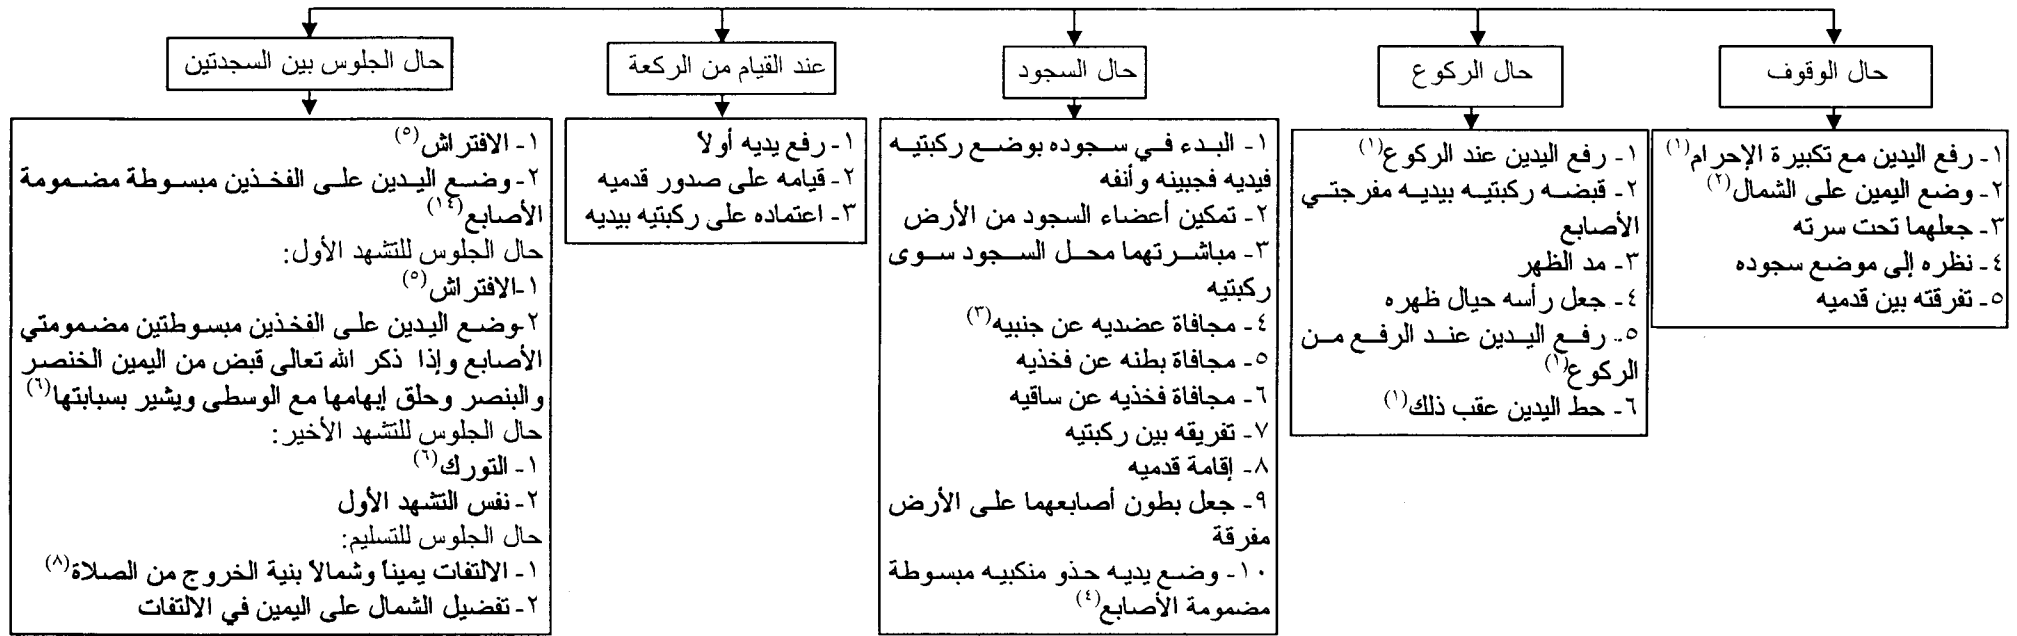 حال الوقوف
١- رفع اليدين مع تكبيرة الإحرام(١)
٢- وضع اليمين على الشمال(٢)
٣- جعلهما تحت سرته
٤- نظره إلى موضع سجوده
٥- تفرقته بين قدميه
حال الركوع
١- رفع اليدين عند الركوع(١)
٢- قبضه ركبتيه بيديه مفرجتي
الأصابع
٣- مد الظهر
٤- جعل رأسه حيال ظهره
٥- رفع اليدين عند الرفع من
الركوع(١)
٦- حط اليدين عقب ذلك(١)
حال السجود
١- البدء في سجوده بوضع ركبتيه
فيديه فجبينه وأنفه
٢- تمكين أعضاء السجود من الأرض
٣- مباشرتهما محل السجود سوى
ركبتيه
٤- مجافاة عضديه عن جنبيه(٣)
٥- مجافاة بطنه عن فخذيه
٦- مجافاة فخذيه عن ساقيه
٧- تفريقه بين ركبتيه
٨- إقامة قدميه
٩- جعل بطون أصابعهما على الأرض
مفرقة
١٠- وضع يديه حذو منكبيه مبسوطة
مضمومة الأصابع(٤)
عند القيام من الركعة
١- رفع يديه أولاً
٢- قيامه على صدور قدميه
٣- اعتماده على ركبتيه بيديه
حال الجلوس بين السجدتين
١- الافتراش(٥)
٢- وضع اليدين على الفخذين مبسوطة مضمومة
الأصابع(١٤)
حال الجلوس للتشهد الأول:
١-الافتراش(٥)
٢-وضع اليدين على الفخذين مبسوطتين مضمومتي
الأصابع وإذا ذكر الله تعالى قبض من اليمين الخنصر
والبنصر وحلق إبهامها مع الوسطى ويشير بسبابتها(٦)
حال الجلوس للتشهد الأخير:
١- التورك(٦)
٢- نفس التشهد الأول
حال الجلوس للتسليم:
١- الالتفات يميناً وشمالاً بنية الخروج من الصلاة(٨)
٢- تفضيل الشمال على اليمين في الالتفات